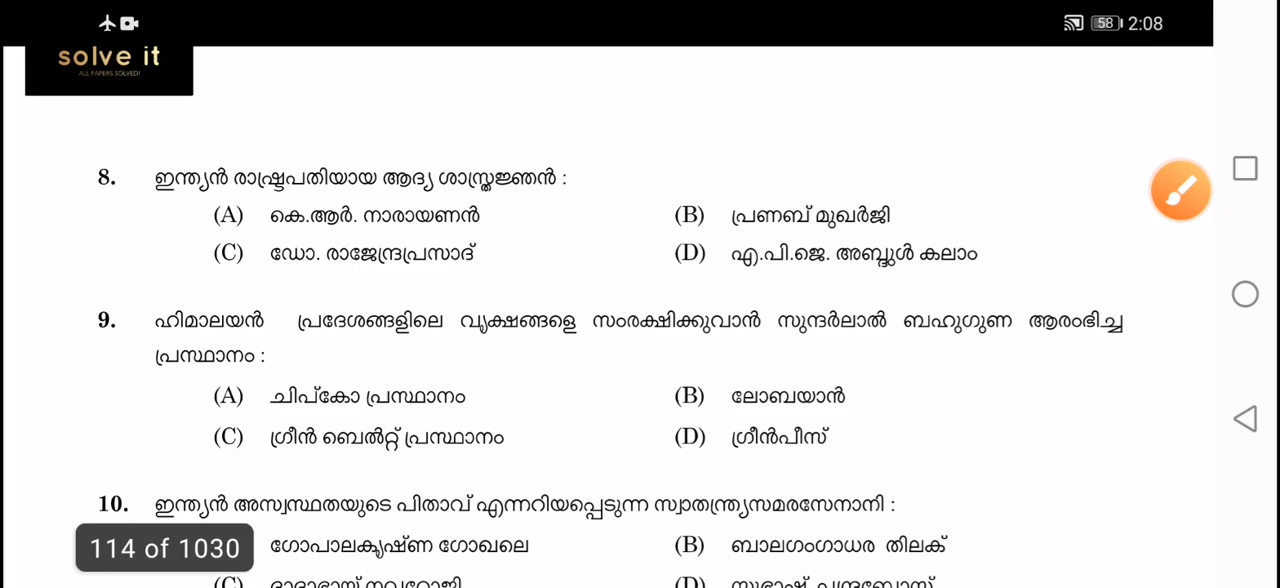 58 2:08
solve it
ALL PAPERS SOLVED!
8. ഇന്ത്യൻ രാഷ്ട്രപതിയായ ആദ്യ ശാസ്ത്രജ്ഞൻ :
(A) കെ.ആർ. നാരായണൻ (B) പ്രണബ് മുഖർജി
(C) ഡോ. രാജേന്ദ്രപ്രസാദ് (D) എ.പി.ജെ. അബ്ദുൾ കലാം
9. ഹിമാലയൻ പ്രദേശങ്ങളിലെ വൃക്ഷങ്ങളെ സംരക്ഷിക്കുവാൻ സുന്ദർലാൽ ബഹുഗുണ ആരംഭിച്ച
പ്രസ്ഥാനം :
(A) ചിപ്കോ പ്രസ്ഥാനം (B) ലോബയാൻ
(C) ഗ്രീൻ ബെൽറ്റ് പ്രസ്ഥാനം (D) ഗ്രീൻപീസ്
10. ഇന്ത്യൻ അസ്വസ്ഥതയുടെ പിതാവ് എന്നറിയപ്പെടുന്ന സ്വാതന്ത്ര്യസമരസേനാനി :
114 of 1030 ഗോപാലകൃഷ്ണ ഗോഖലെ (B) ബാലഗംഗാധര തിലക്
(C) ദാദാഭായ് നവറോജി (D) സുഭാഷ് ചന്ദ്രബോസ്